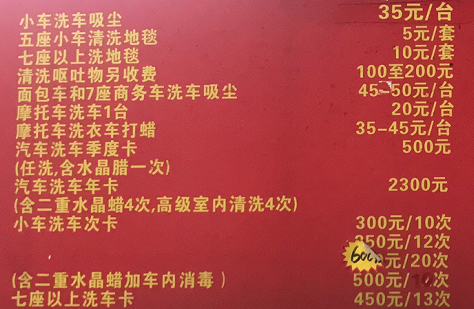 小车洗车吸尘 35元/台
五座小车清洗地毯 5元/套
七座以上洗地毯 10元/套
清洗呕吐物另收费 100至200元
面包车和7座商务车洗车吸尘 45-50元/台
摩托车洗车1台 20元/台
摩托车洗衣车打蜡 35-45元/台
汽车洗车季度卡 500元
(任洗,含水晶腊一次)
汽车洗车年卡 2300元
(含二重水晶蜡4次,高级室内清洗4次)
小车洗车次卡 300元/10次
350元/12次
600元/20次
(含二重水晶蜡加车内消毒) 500元/10次
七座以上洗车卡 450元/13次